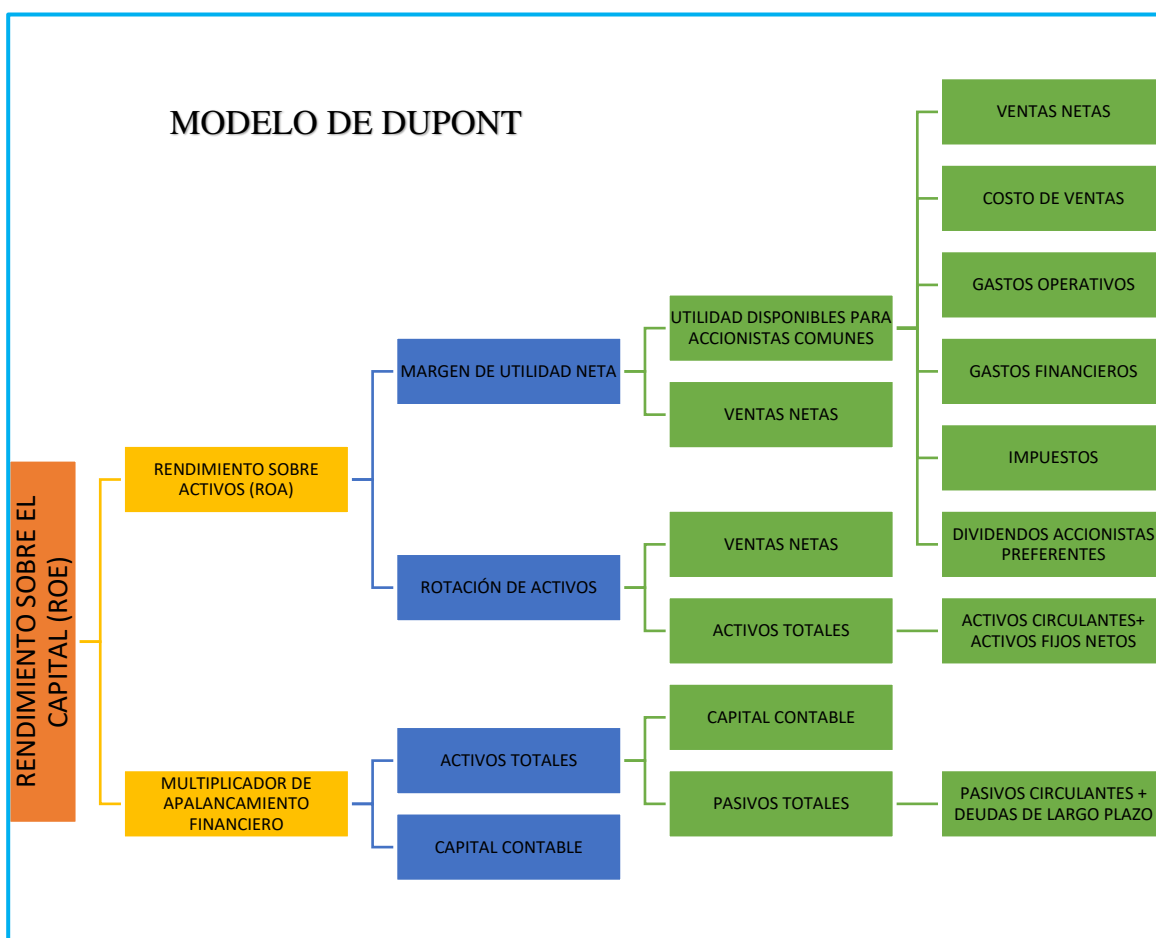 MODELO DE DUPONT
RENDIMIENTO SOBRE EL
CAPITAL (ROE)
RENDIMIENTO SOBRE
ACTIVOS (ROA)
MULTIPLICADOR DE
APALANCAMIENTO
FINANCIERO
MARGEN DE UTILIDAD NETA
ROTACIÓN DE ACTIVOS
ACTIVOS TOTALES
CAPITAL CONTABLE
UTILIDAD DISPONIBLES PARA
ACCIONISTAS COMUNES
VENTAS NETAS
VENTAS NETAS
ACTIVOS TOTALES
CAPITAL CONTABLE
PASIVOS TOTALES
VENTAS NETAS
COSTO DE VENTAS
GASTOS OPERATIVOS
GASTOS FINANCIEROS
IMPUESTOS
DIVIDENDOS ACCIONISTAS
PREFERENTES
ACTIVOS CIRCULANTES+
ACTIVOS FIJOS NETOS
PASIVOS CIRCULANTES +
DEUDAS DE LARGO PLAZO